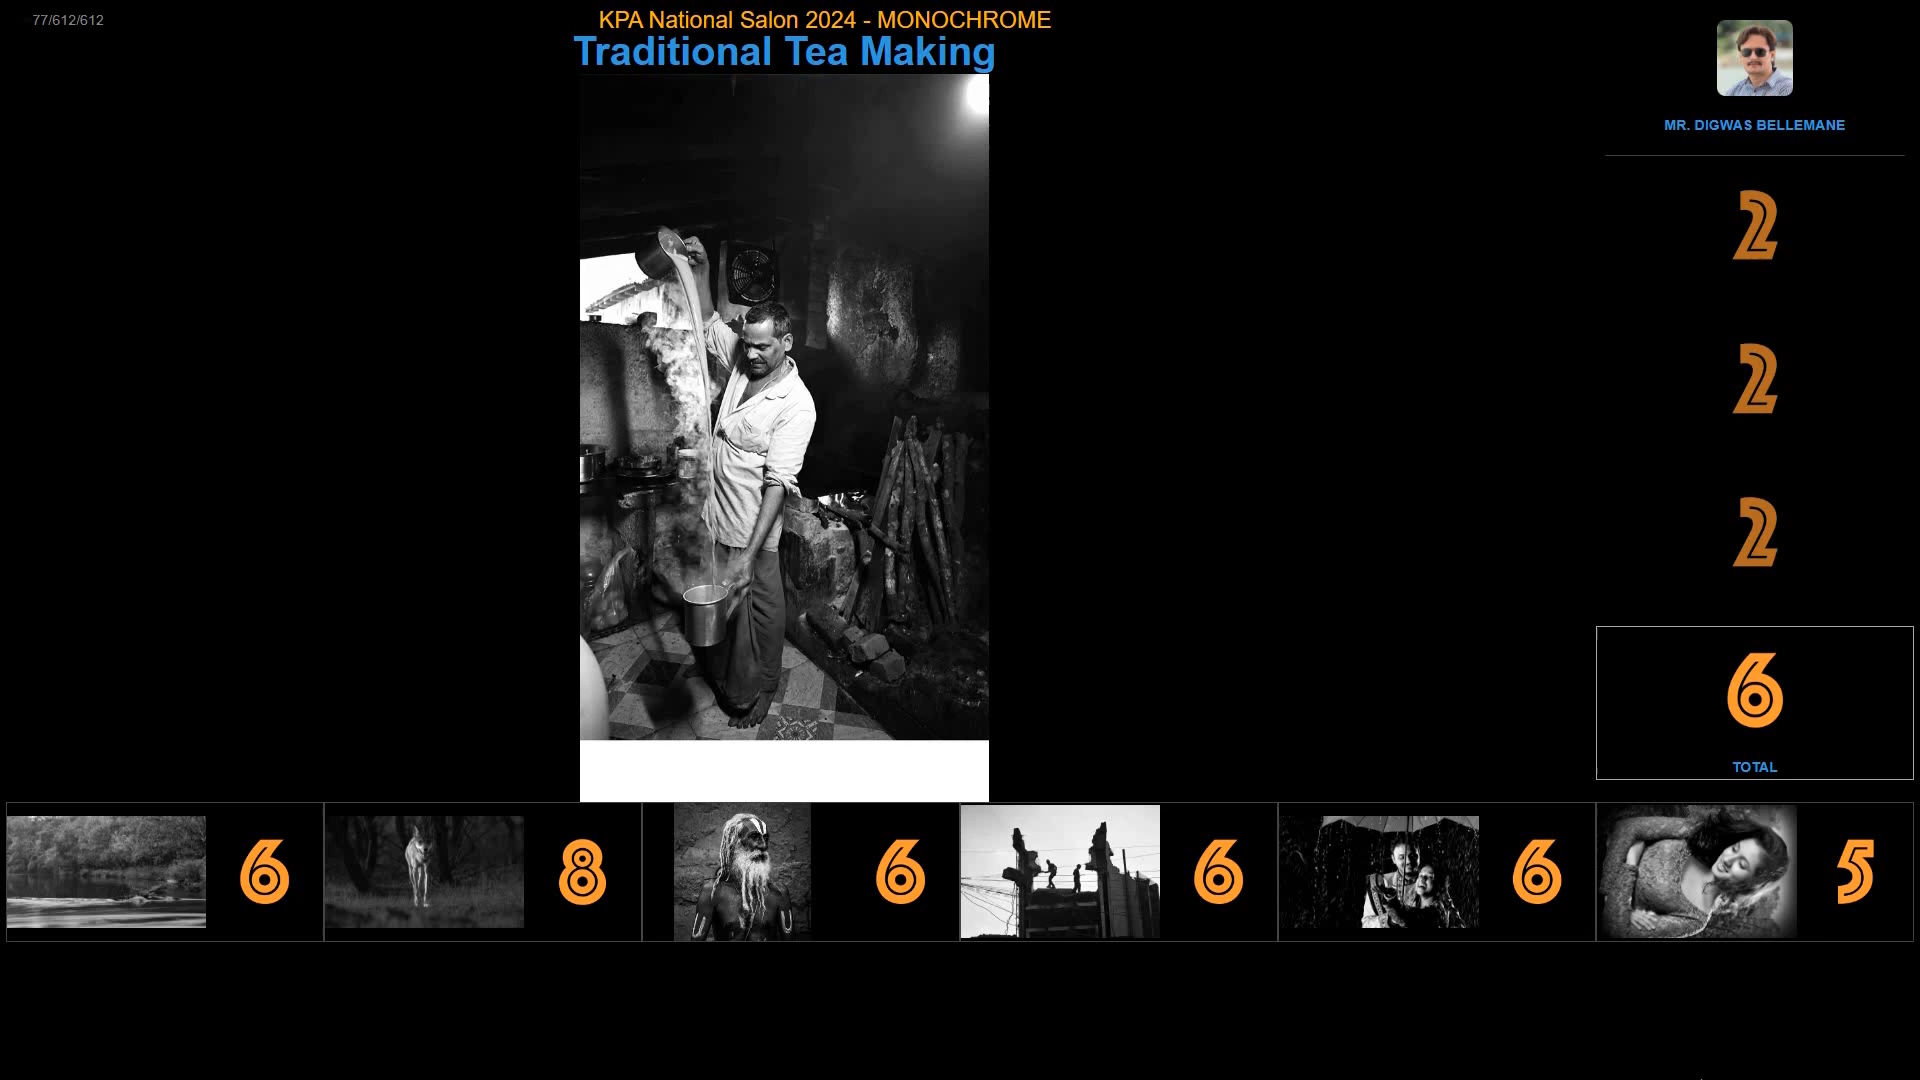 77/612/612
KPA National Salon 2024 - MONOCHROME
Traditional Tea Making
MR. DIGWAS BELLEMANE
2
2
2
6
TOTAL
6
8
6
6
6
5